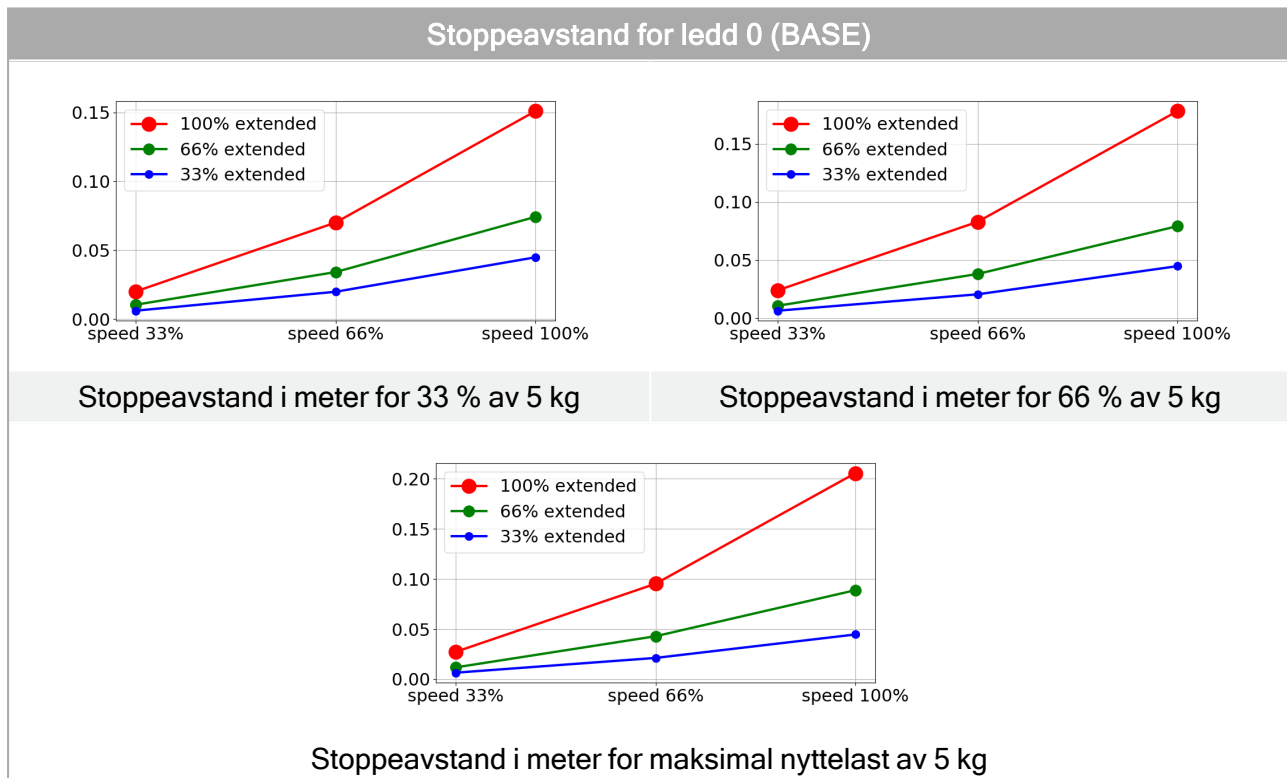 Stoppeavstand for ledd 0 (BASE)
0.15
0.10
0.05
0.00
100% extended
66% extended
33% extended
speed 33%
speed 66%
speed 100%
0.15
0.10
0.05
0.00
100% extended
66% extended
33% extended
speed 33%
speed 66%
speed 100%
Stoppeavstand i meter for 33 % av 5 kg
Stoppeavstand i meter for 66 % av 5 kg
0.20
0.15
0.10
0.05
0.00
100% extended
66% extended
33% extended
speed 33%
speed 66%
speed 100%
Stoppeavstand i meter for maksimal nyttelast av 5 kg